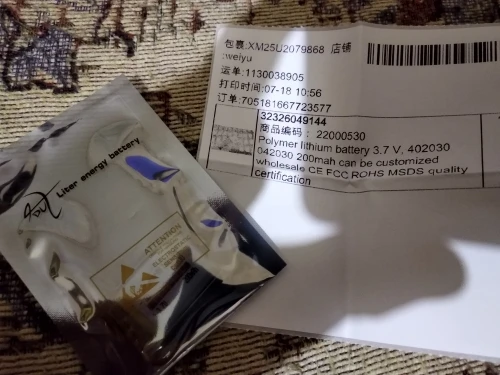 包裹:XM25U2079868 店铺
:weiyu
运单:1130038905
打印时间:07-18 10:56
订单:705181667723577
32326049144
商品编码： 22000530
Polymer lithium battery 3.7 V, 402030
042030 200mah can be customized
wholesale CE FCC ROHS MSDS quality
certification
Liter energy battery
ATTENTION